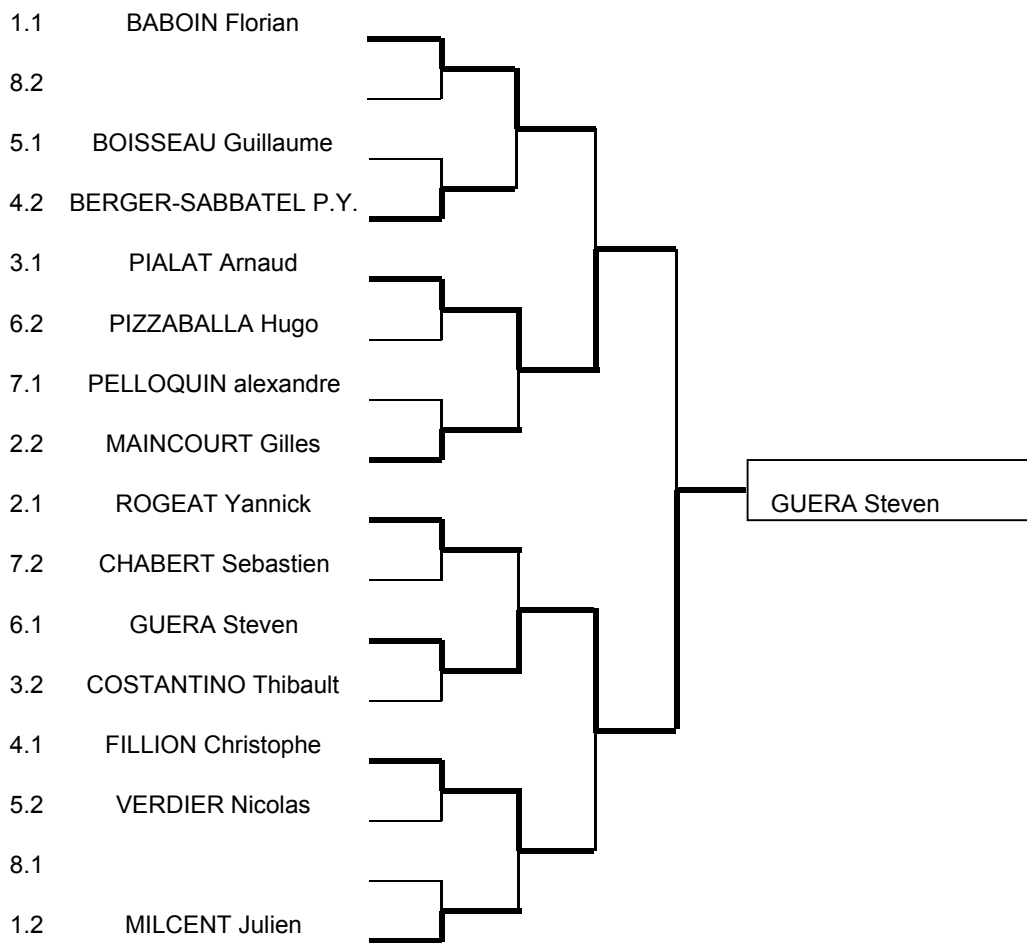 1.1 BABOIN Florian
8.2
5.1 BOISSEAU Guillaume
4.2 BERGER-SABBATEL P.Y.
3.1 PIALAT Arnaud
6.2 PIZZABALLA Hugo
7.1 PELLOQUIN alexandre
2.2 MAINCOURT Gilles
2.1 ROGEAT Yannick
GUERA Steven
7.2 CHABERT Sebastien
6.1 GUERA Steven
3.2 COSTANTINO Thibault
4.1 FILLION Christophe
5.2 VERDIER Nicolas
8.1
1.2 MILCENT Julien